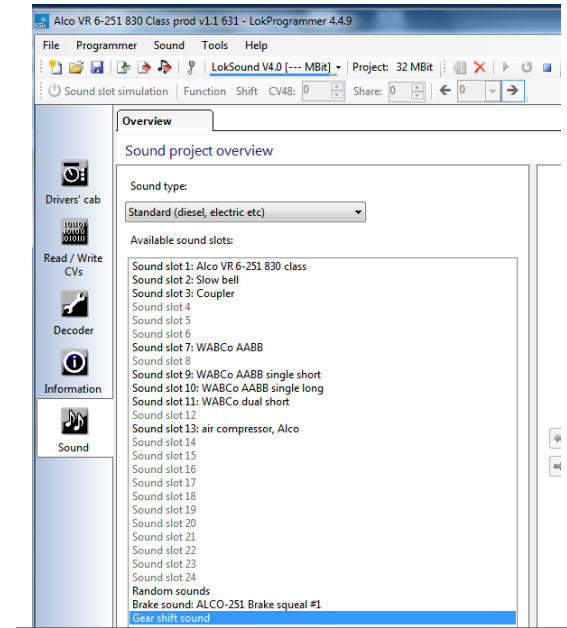 Alco VR 6-251 830 Class prod v1.1 631 - LokProgrammer 4.4.9
File Programmer Sound Tools Help
LokSound V4.0 [--- MBit] Project: 32 MBit
Sound slot simulation Function Shift CV48: 0 Share: 0 0
Overview
Sound project overview
Drivers' cab
Read / Write
CVs
Decoder
Information
Sound
Sound type:
Standard (diesel, electric etc)
Available sound slots:
Sound slot 1: Alco VR 6-251 830 class
Sound slot 2: Slow bell
Sound slot 3: Coupler
Sound slot 4
Sound slot 5
Sound slot 6
Sound slot 7: WABCo AABB
Sound slot 8
Sound slot 9: WABCo AABB single short
Sound slot 10: WABCo AABB single long
Sound slot 11: WABCo dual short
Sound slot 12
Sound slot 13: air compressor, Alco
Sound slot 14
Sound slot 15
Sound slot 16
Sound slot 17
Sound slot 18
Sound slot 19
Sound slot 20
Sound slot 21
Sound slot 22
Sound slot 23
Sound slot 24
Random sounds
Brake sound: ALCO-251 Brake squeal #1
Gear shift sound